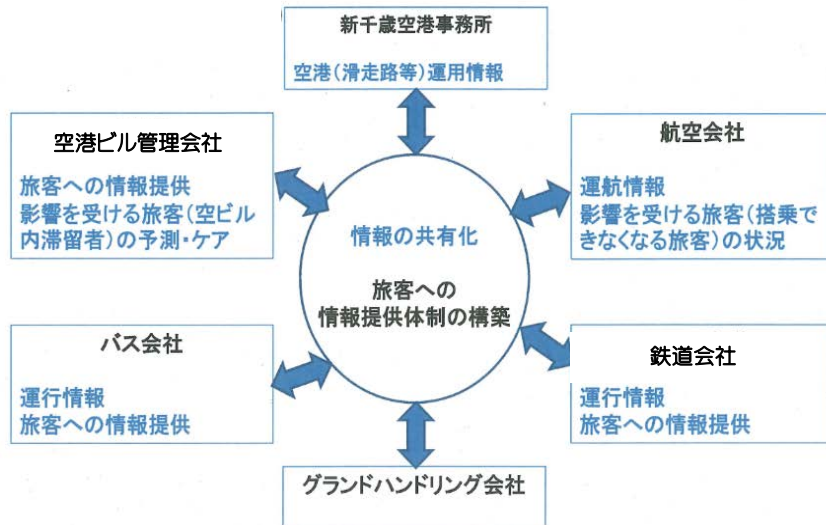 新千歳空港事務所
空港(滑走路等)運用情報
空港ビル管理会社
旅客への情報提供
影響を受ける旅客(空ビル
内滞留者)の予測・ケア
航空会社
運航情報
影響を受ける旅客(搭乗で
きなくなる旅客)の状況
情報の共有化
旅客への
情報提供体制の構築
バス会社
運行情報
旅客への情報提供
鉄道会社
運行情報
旅客への情報提供
グランドハンドリング会社